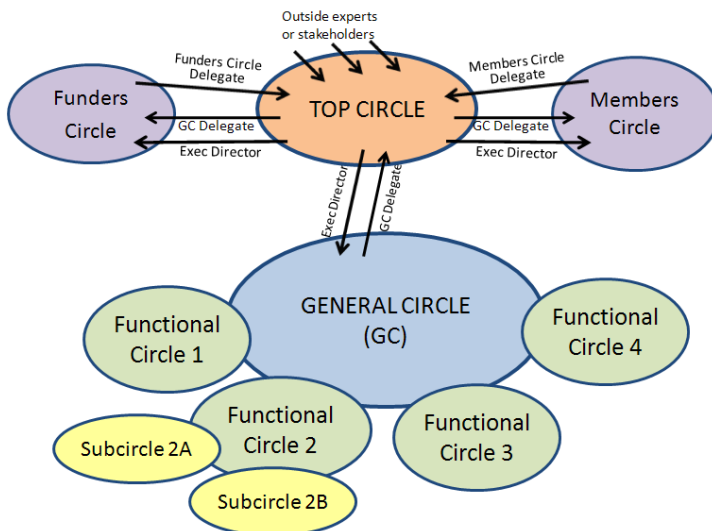 Outside experts
or stakeholders
Funders Circle
Delegate
Members Circle
Delegate
Funders
Circle
TOP CIRCLE
Members
Circle
GC Delegate
GC Delegate
Exec Director
Exec Director
Exec Director
GC Delegate
GENERAL CIRCLE
(GC)
Functional
Circle 1
Functional
Circle 4
Functional
Circle 2
Functional
Circle 3
Subcircle 2A
Subcircle 2B